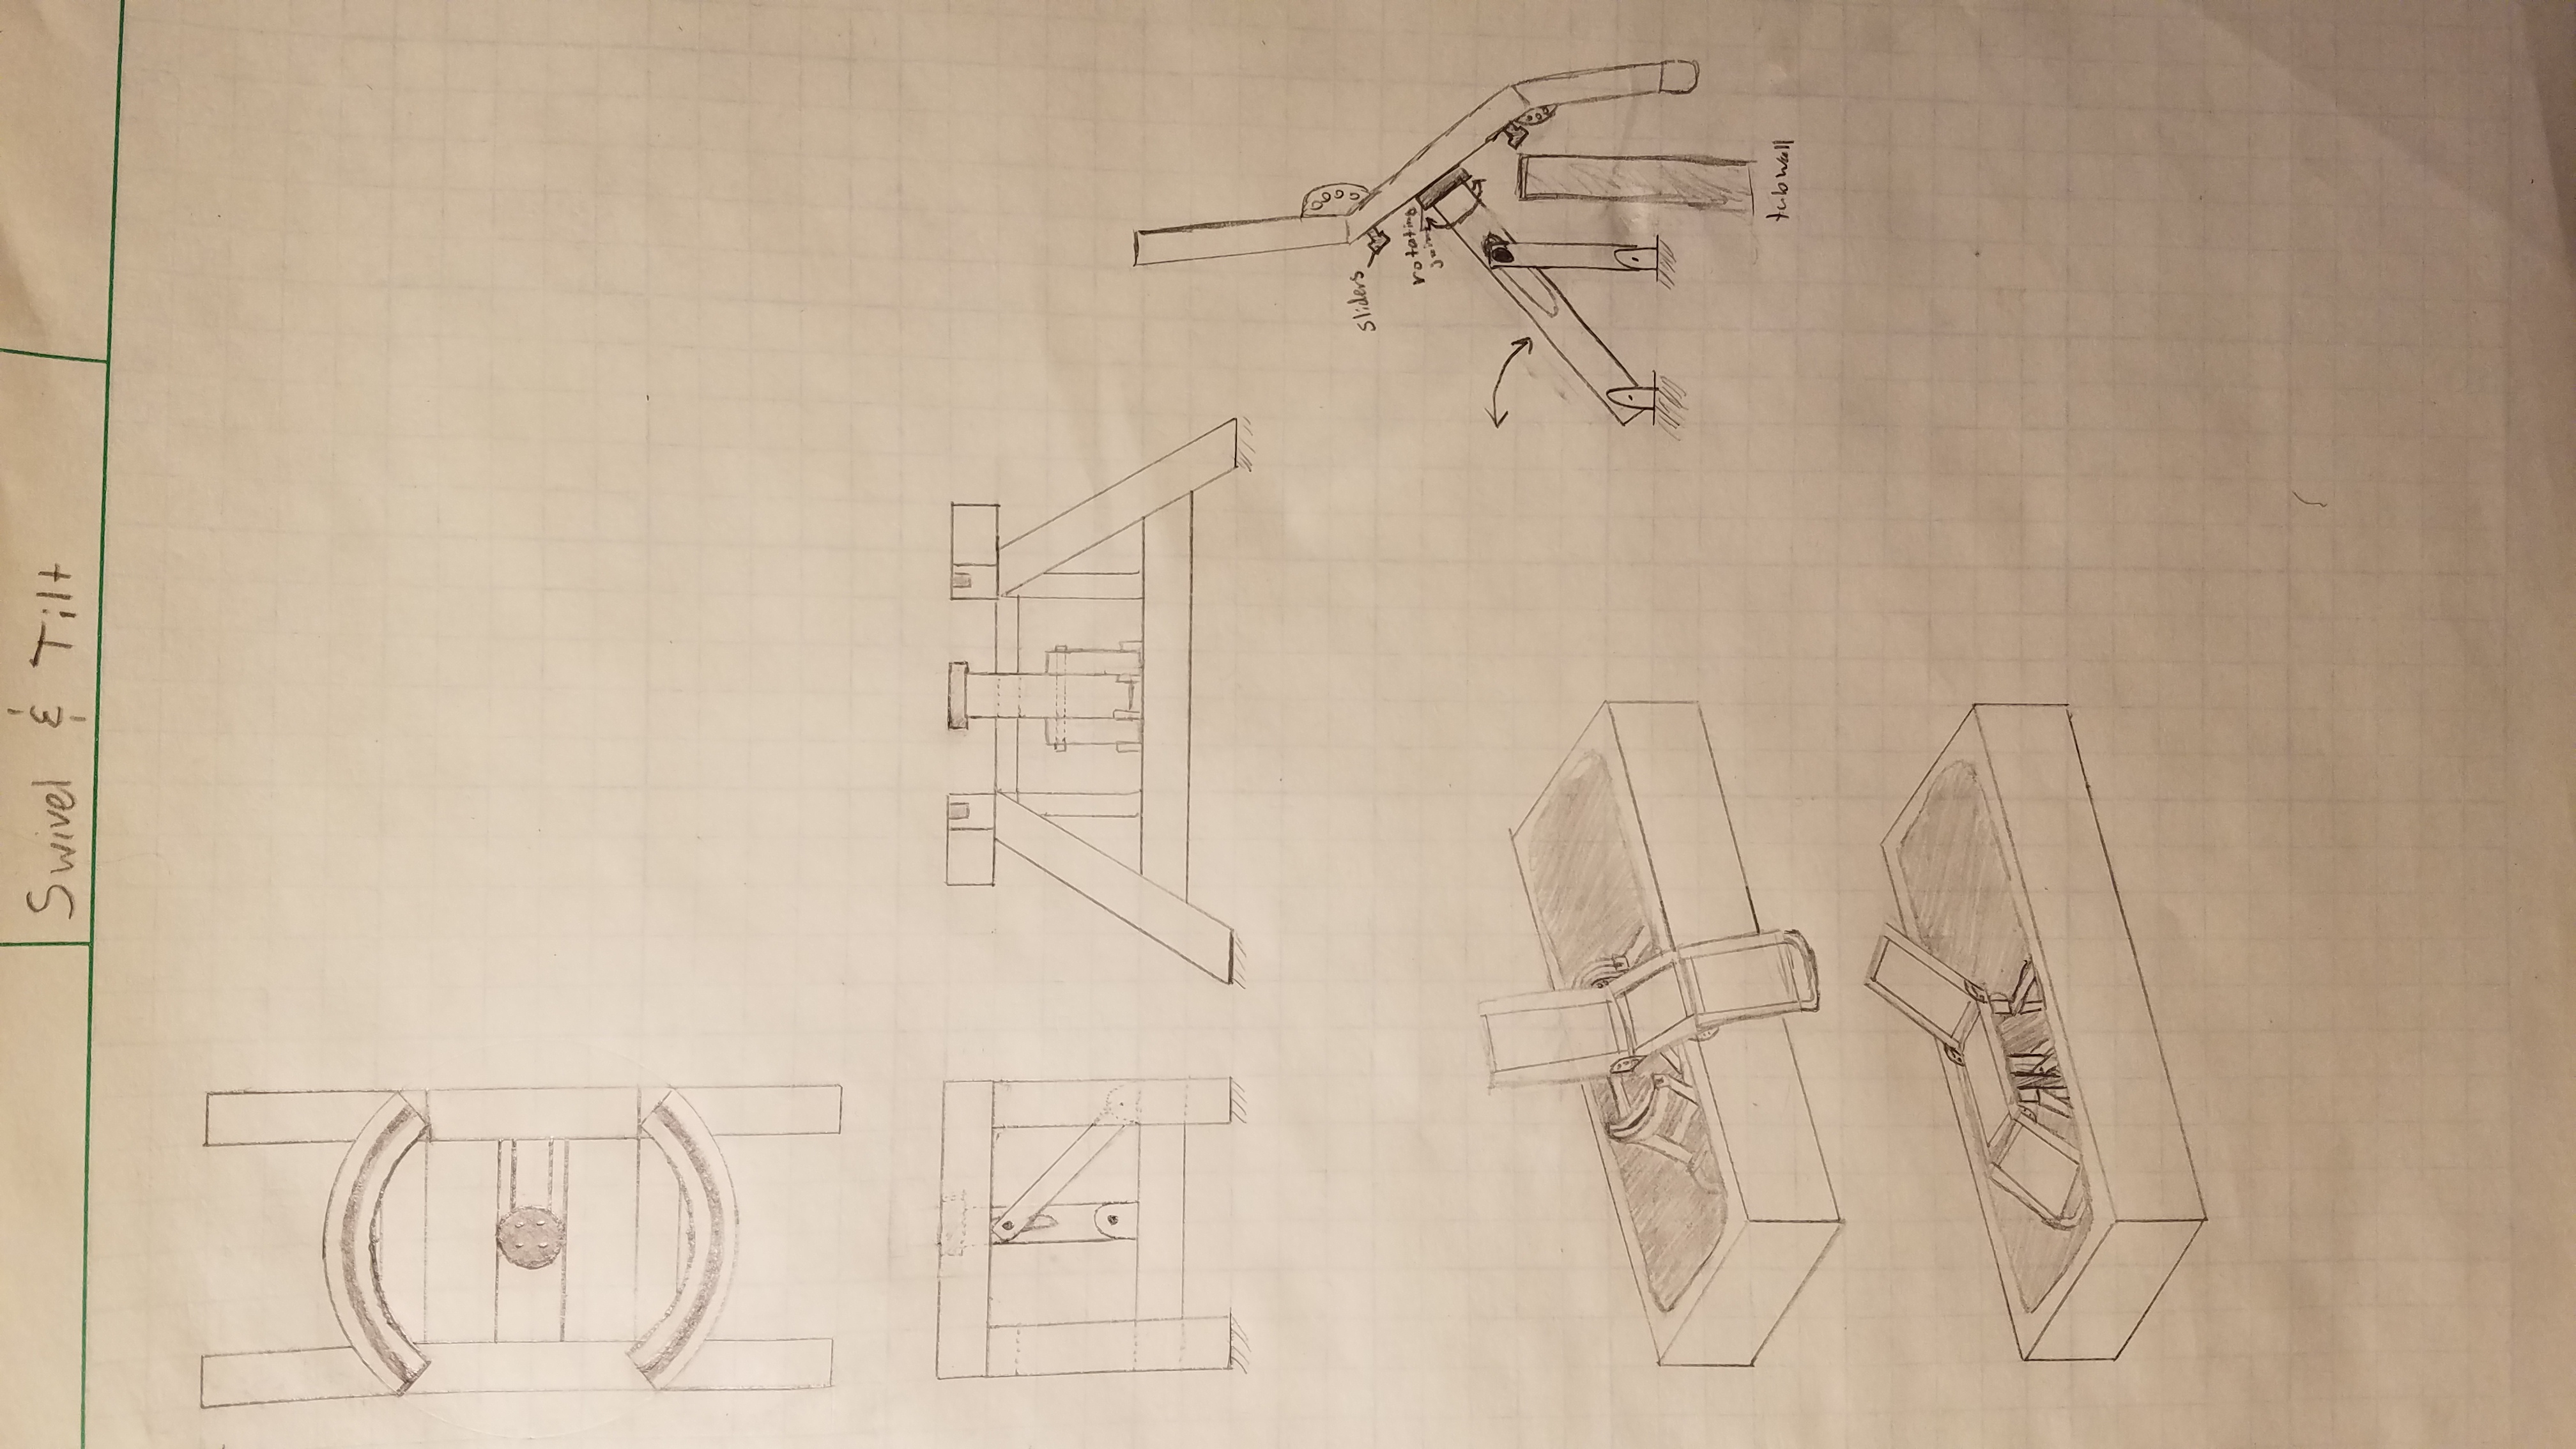 Swivel & Tilt
sliders
rotating
joint
tub wall